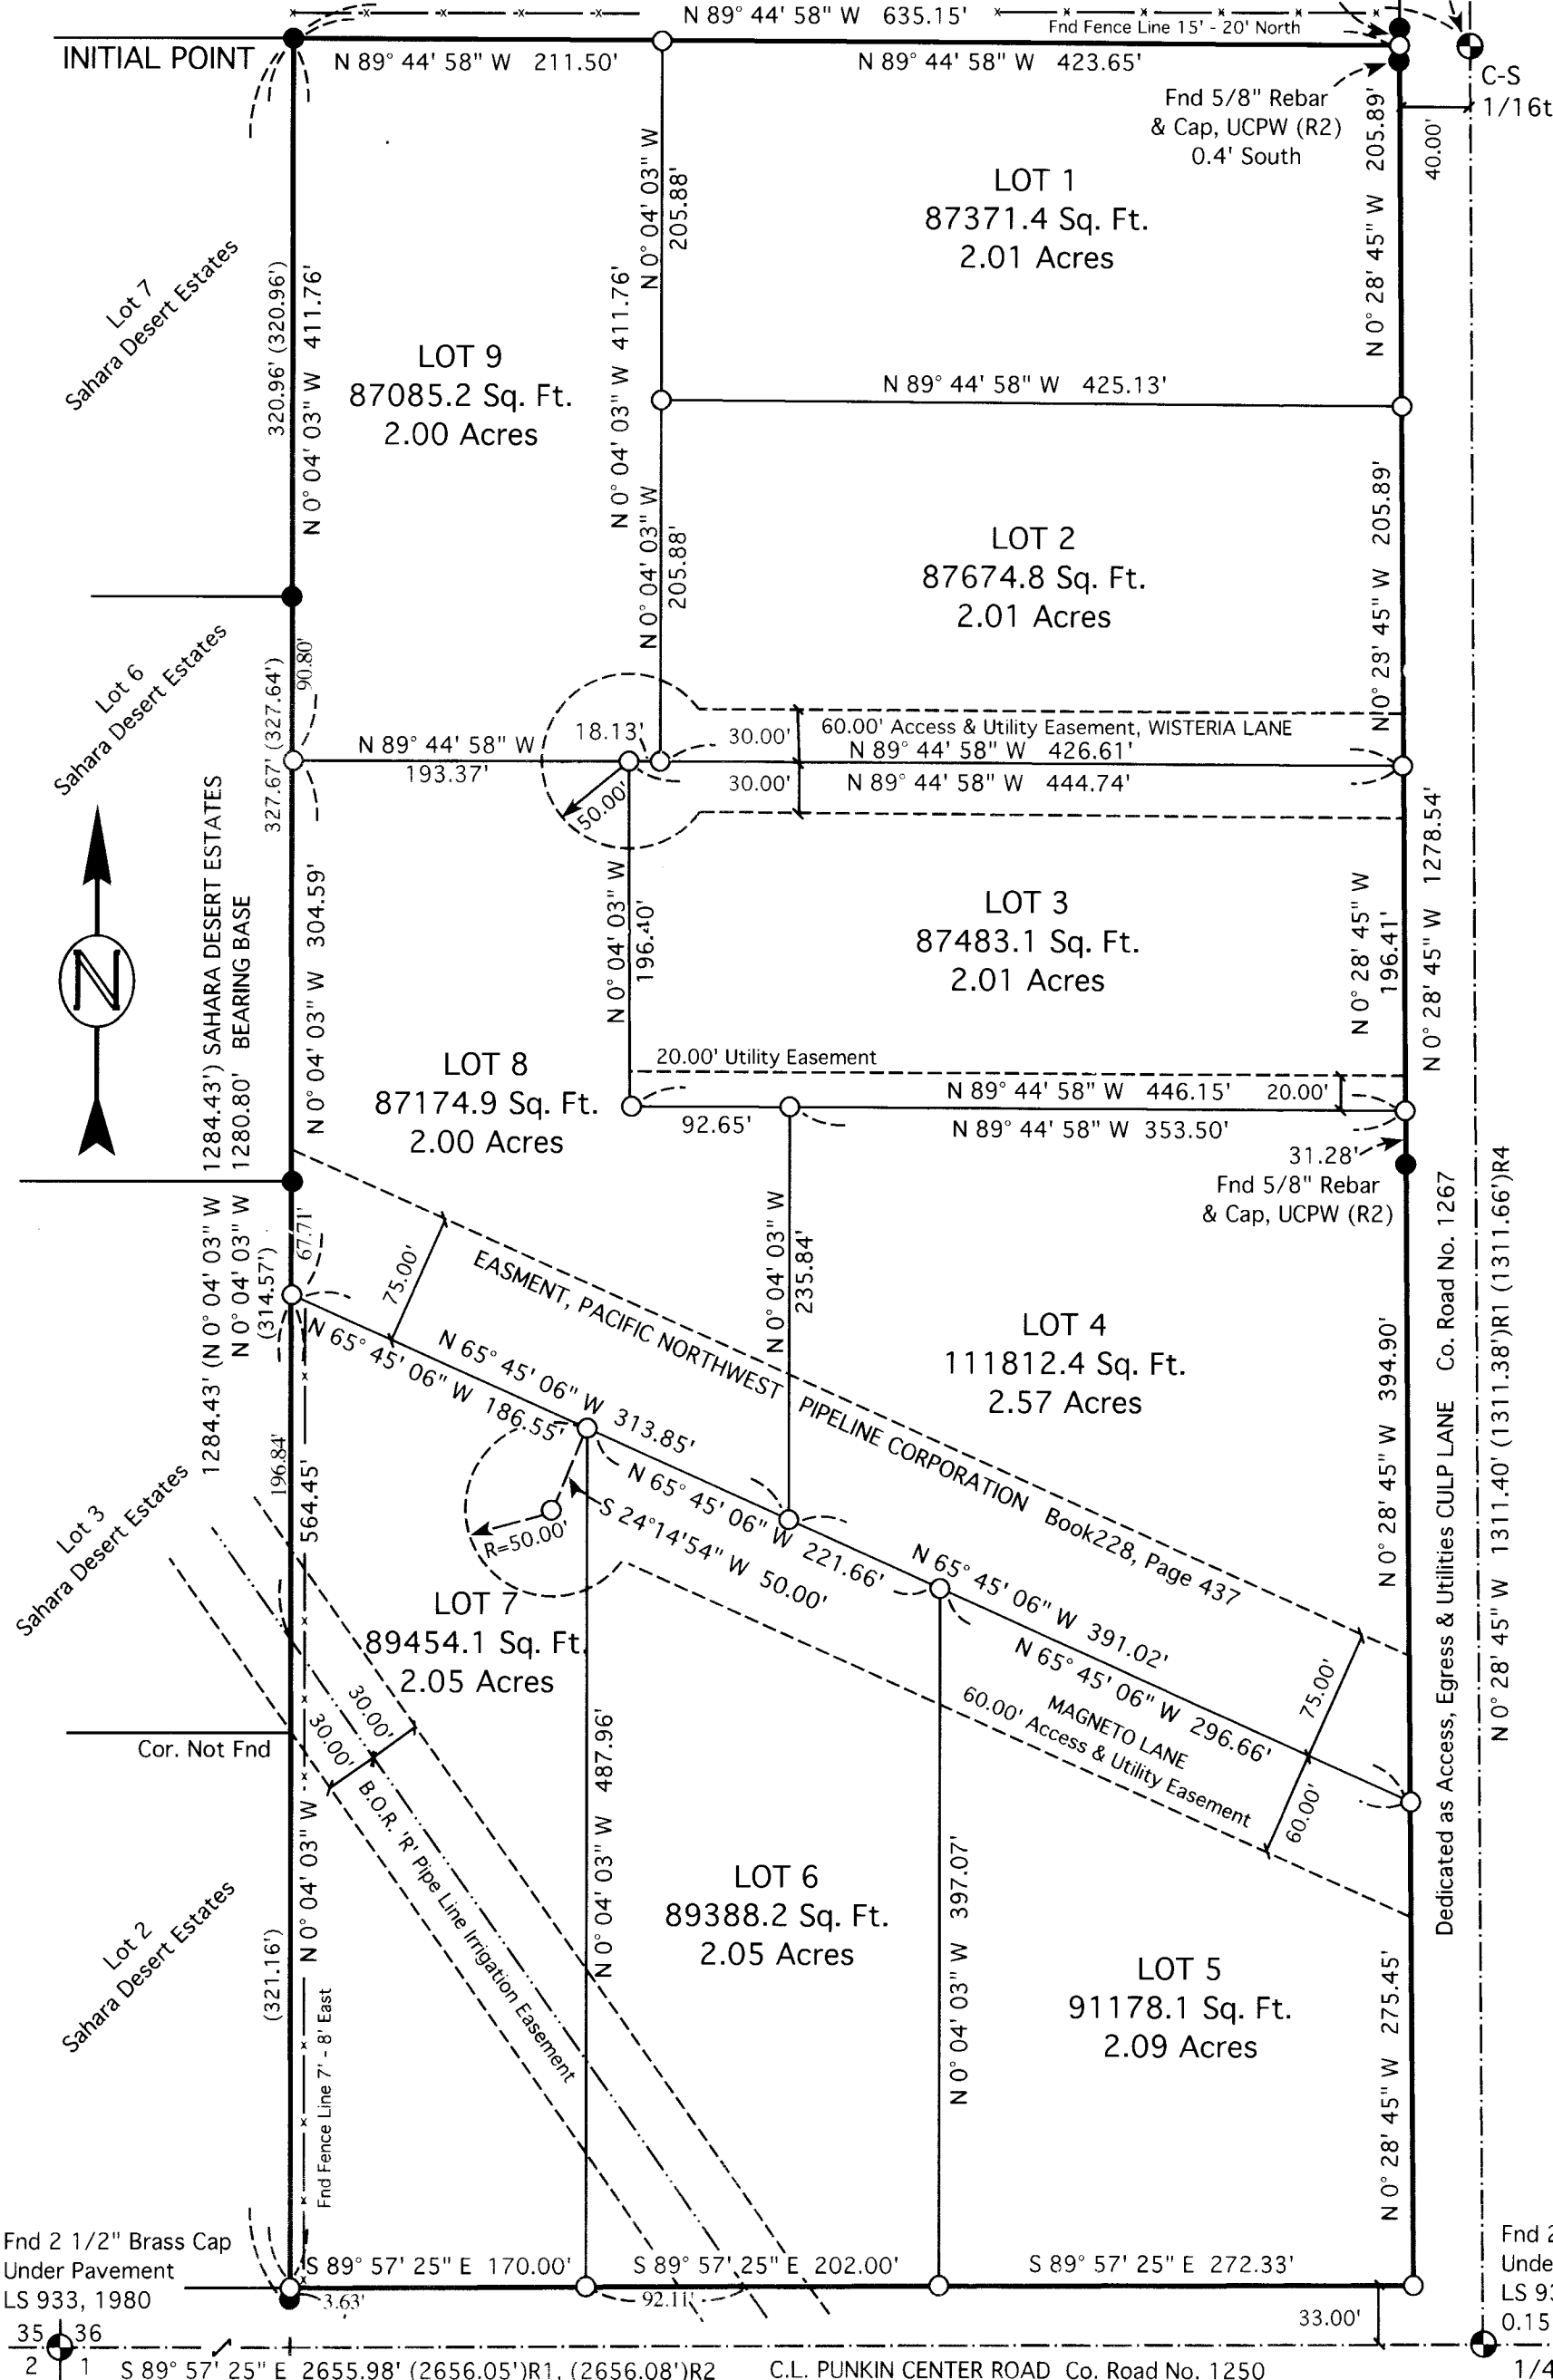 N 89° 44' 58" W 635.15'
Fnd Fence Line 15' - 20' North
INITIAL POINT
N 89° 44' 58" W 211.50'
N 89° 44' 58" W 423.65'
C-S
1/16t
40.00'
Fnd 5/8" Rebar
& Cap, UCPW (R2)
0.4' South
N 0° 28' 45" W 205.89'
N 0° 04' 03" W
205.88'
LOT 1
87371.4 Sq. Ft.
2.01 Acres
Lot 7
Sahara Desert Estates
320.96' (320.96')
N 0° 04' 03" W 411.76'
LOT 9
87085.2 Sq. Ft.
2.00 Acres
N 0° 04' 03" W 411.76'
N 89° 44' 58" W 425.13'
N 0° 04' 03" W
205.88'
LOT 2
87674.8 Sq. Ft.
2.01 Acres
N 0° 28' 45" W 205.89'
Lot 6
Sahara Desert Estates
327.67' (327.64')
90.80'
N 89° 44' 58" W
193.37'
18.13'
50.00'
30.00'
30.00'
60.00' Access & Utility Easement, WISTERIA LANE
N 89° 44' 58" W 426.61'
N 89° 44' 58" W 444.74'
N
1284.43' (N 0° 04' 03" W 1284.43') SAHARA DESERT ESTATES
N 0° 04' 03" W 1280.80' BEARING BASE
N 0° 04' 03" W 304.59'
N 0° 04' 03" W
196.40'
LOT 3
87483.1 Sq. Ft.
2.01 Acres
N 0° 28' 45" W
196.41'
N 0° 28' 45" W 1278.54'
LOT 8
87174.9 Sq. Ft.
2.00 Acres
20.00' Utility Easement
N 89° 44' 58" W 446.15'
20.00'
92.65'
N 89° 44' 58" W 353.50'
31.28'
Fnd 5/8" Rebar
& Cap, UCPW (R2)
(314.57')
67.71'
75.00'
EASMENT, PACIFIC NORTHWEST PIPELINE CORPORATION Book228, Page 437
N 0° 04' 03" W
235.84'
LOT 4
111812.4 Sq. Ft.
2.57 Acres
N 0° 28' 45" W 394.90'
Dedicated as Access, Egress & Utilities CULP LANE Co. Road No. 1267
N 0° 28' 45" W 1311.40' (1311.38')R1 (1311.66')R4
N 65° 45' 06" W 313.85'
N 65° 45' 06" W 186.55'
R=50.00'
S 24°14'54" W 50.00'
N 65° 45' 06" W 221.66'
N 65° 45' 06" W 391.02'
N 65° 45' 06" W 296.66'
MAGNETO LANE
60.00' Access & Utility Easement
75.00'
60.00'
196.84'
564.45'
N 0° 04' 03" W
Lot 3
Sahara Desert Estates
LOT 7
89454.1 Sq. Ft.
2.05 Acres
30.00'
30.00'
Cor. Not Fnd
B.O.R. 'R' Pipe Line Irrigation Easement
N 0° 04' 03" W 487.96'
LOT 6
89388.2 Sq. Ft.
2.05 Acres
N 0° 04' 03" W 397.07'
LOT 5
91178.1 Sq. Ft.
2.09 Acres
N 0° 28' 45" W 275.45'
Lot 2
Sahara Desert Estates
(321.16')
Fnd Fence Line 7' - 8' East
Fnd 2 1/2" Brass Cap
Under Pavement
LS 933, 1980
S 89° 57' 25" E 170.00'
S 89° 57' 25" E 202.00'
S 89° 57' 25" E 272.33'
3.63'
92.11'
33.00'
Fnd 2
Unde
LS 93
0.15
35 36
2 1
S 89° 57' 25" E 2655.98' (2656.05')R1, (2656.08')R2
C.L. PUNKIN CENTER ROAD Co. Road No. 1250
1/4